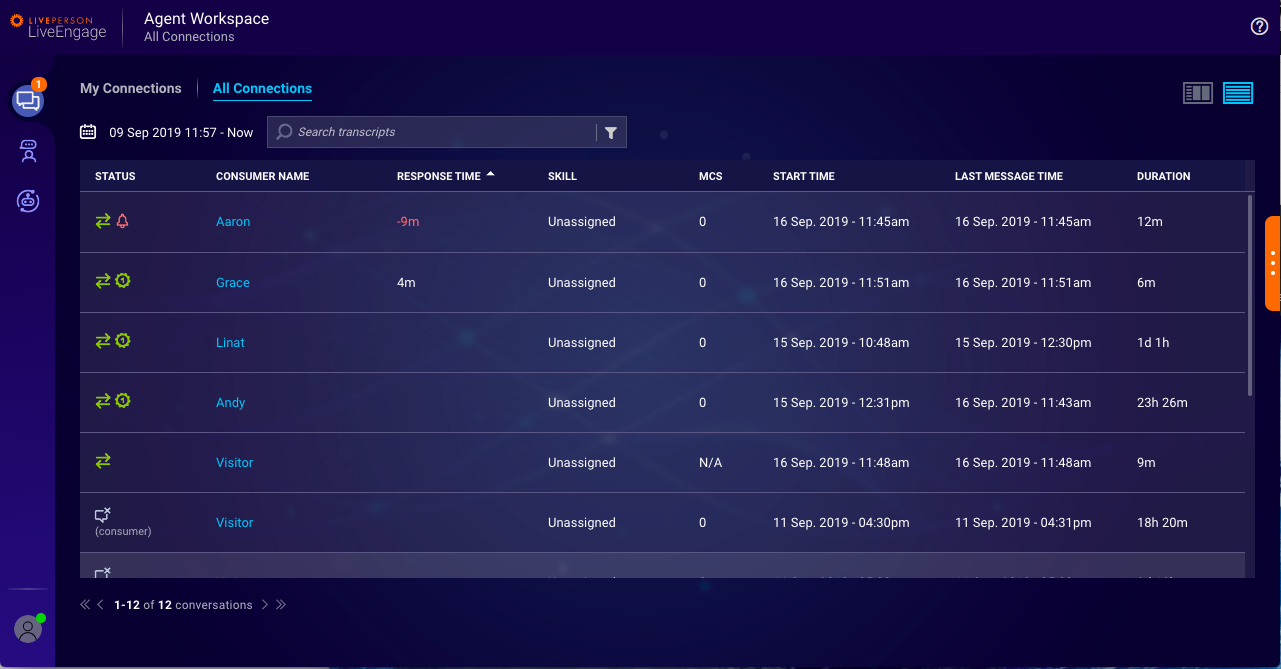 LIVEPERSON
LiveEngage
Agent Workspace
All Connections
1
My Connections
All Connections
09 Sep 2019 11:57 - Now
Search transcripts
STATUS CONSUMER NAME RESPONSE TIME SKILL MCS START TIME LAST MESSAGE TIME DURATION
Aaron -9m Unassigned 0 16 Sep. 2019 - 11:45am 16 Sep. 2019 - 11:45am 12m
1 Grace 4m Unassigned 0 16 Sep. 2019 - 11:51am 16 Sep. 2019 - 11:51am 6m
1 Linat Unassigned 0 15 Sep. 2019 - 10:48am 15 Sep. 2019 - 12:30pm 1d 1h
1 Andy Unassigned 0 15 Sep. 2019 - 12:31pm 16 Sep. 2019 - 11:43am 23h 26m
Visitor Unassigned N/A 16 Sep. 2019 - 11:48am 16 Sep. 2019 - 11:48am 9m
Visitor Unassigned 0 11 Sep. 2019 - 04:30pm 11 Sep. 2019 - 04:31pm 18h 20m
(consumer)
1-12 of 12 conversations